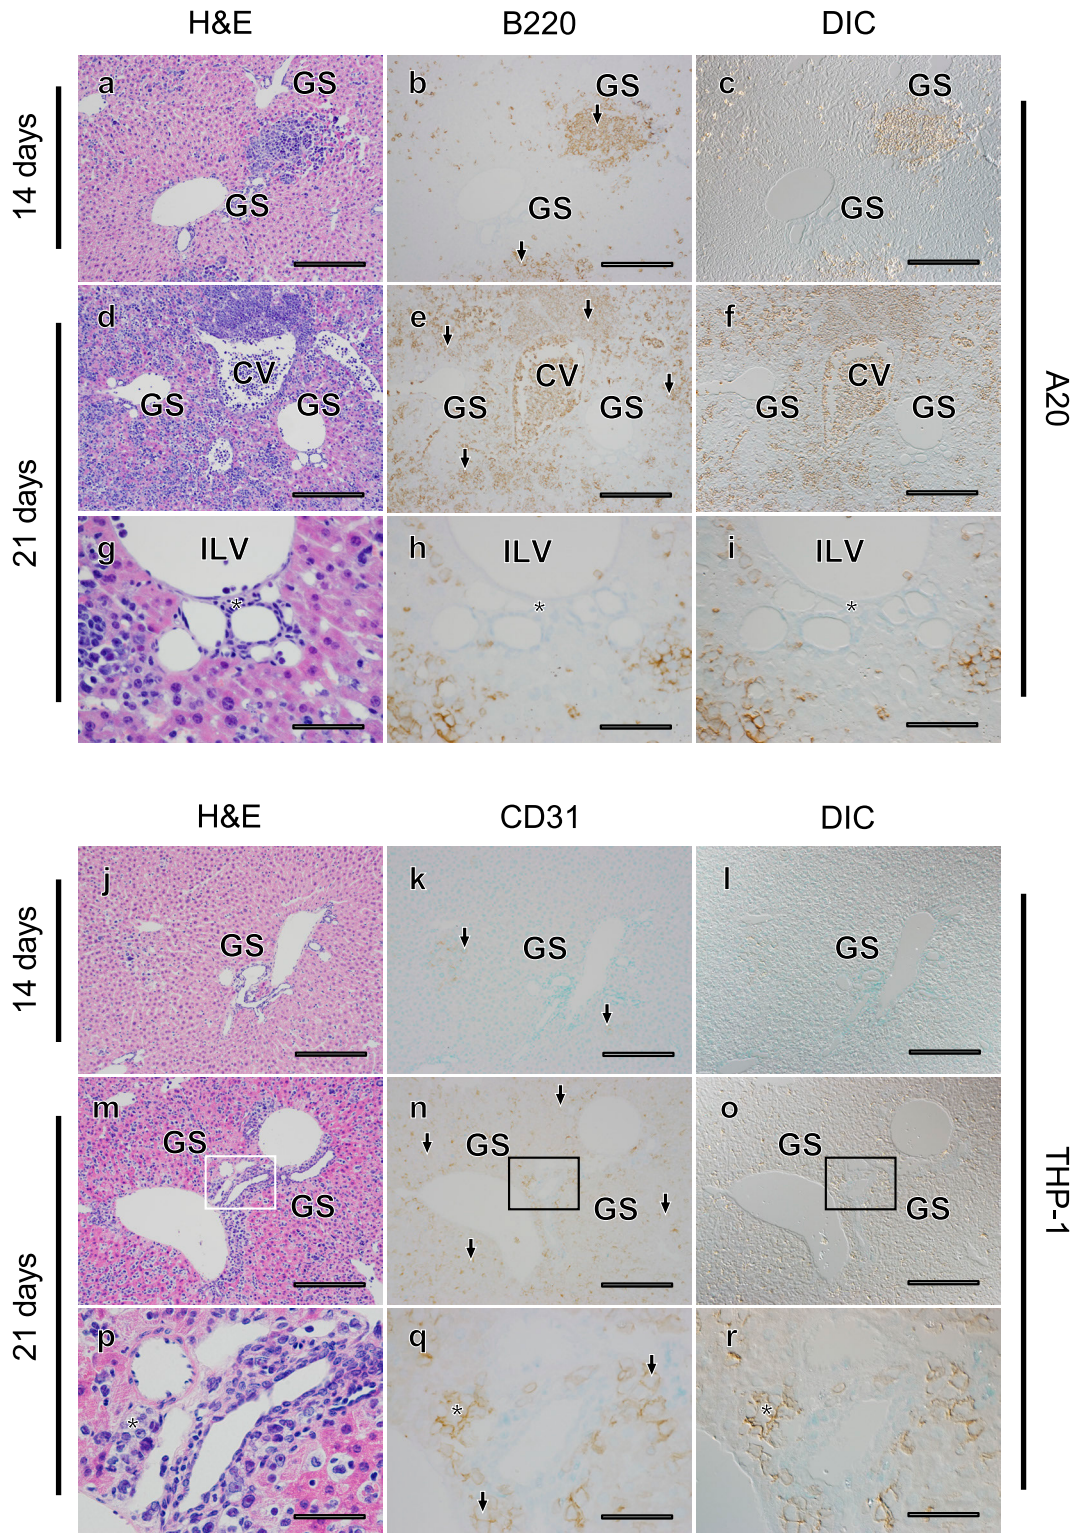 H&E B220 DIC
14 days
a GS GS
b GS GS
c GS GS
A20
21 days
d CV GS GS
e CV GS GS
f CV GS GS
g ILV *
h ILV *
i ILV *
H&E CD31 DIC
14 days
j GS
k GS
l GS
THP-1
21 days
m GS GS
n GS GS
o GS GS
p *
q *
r *